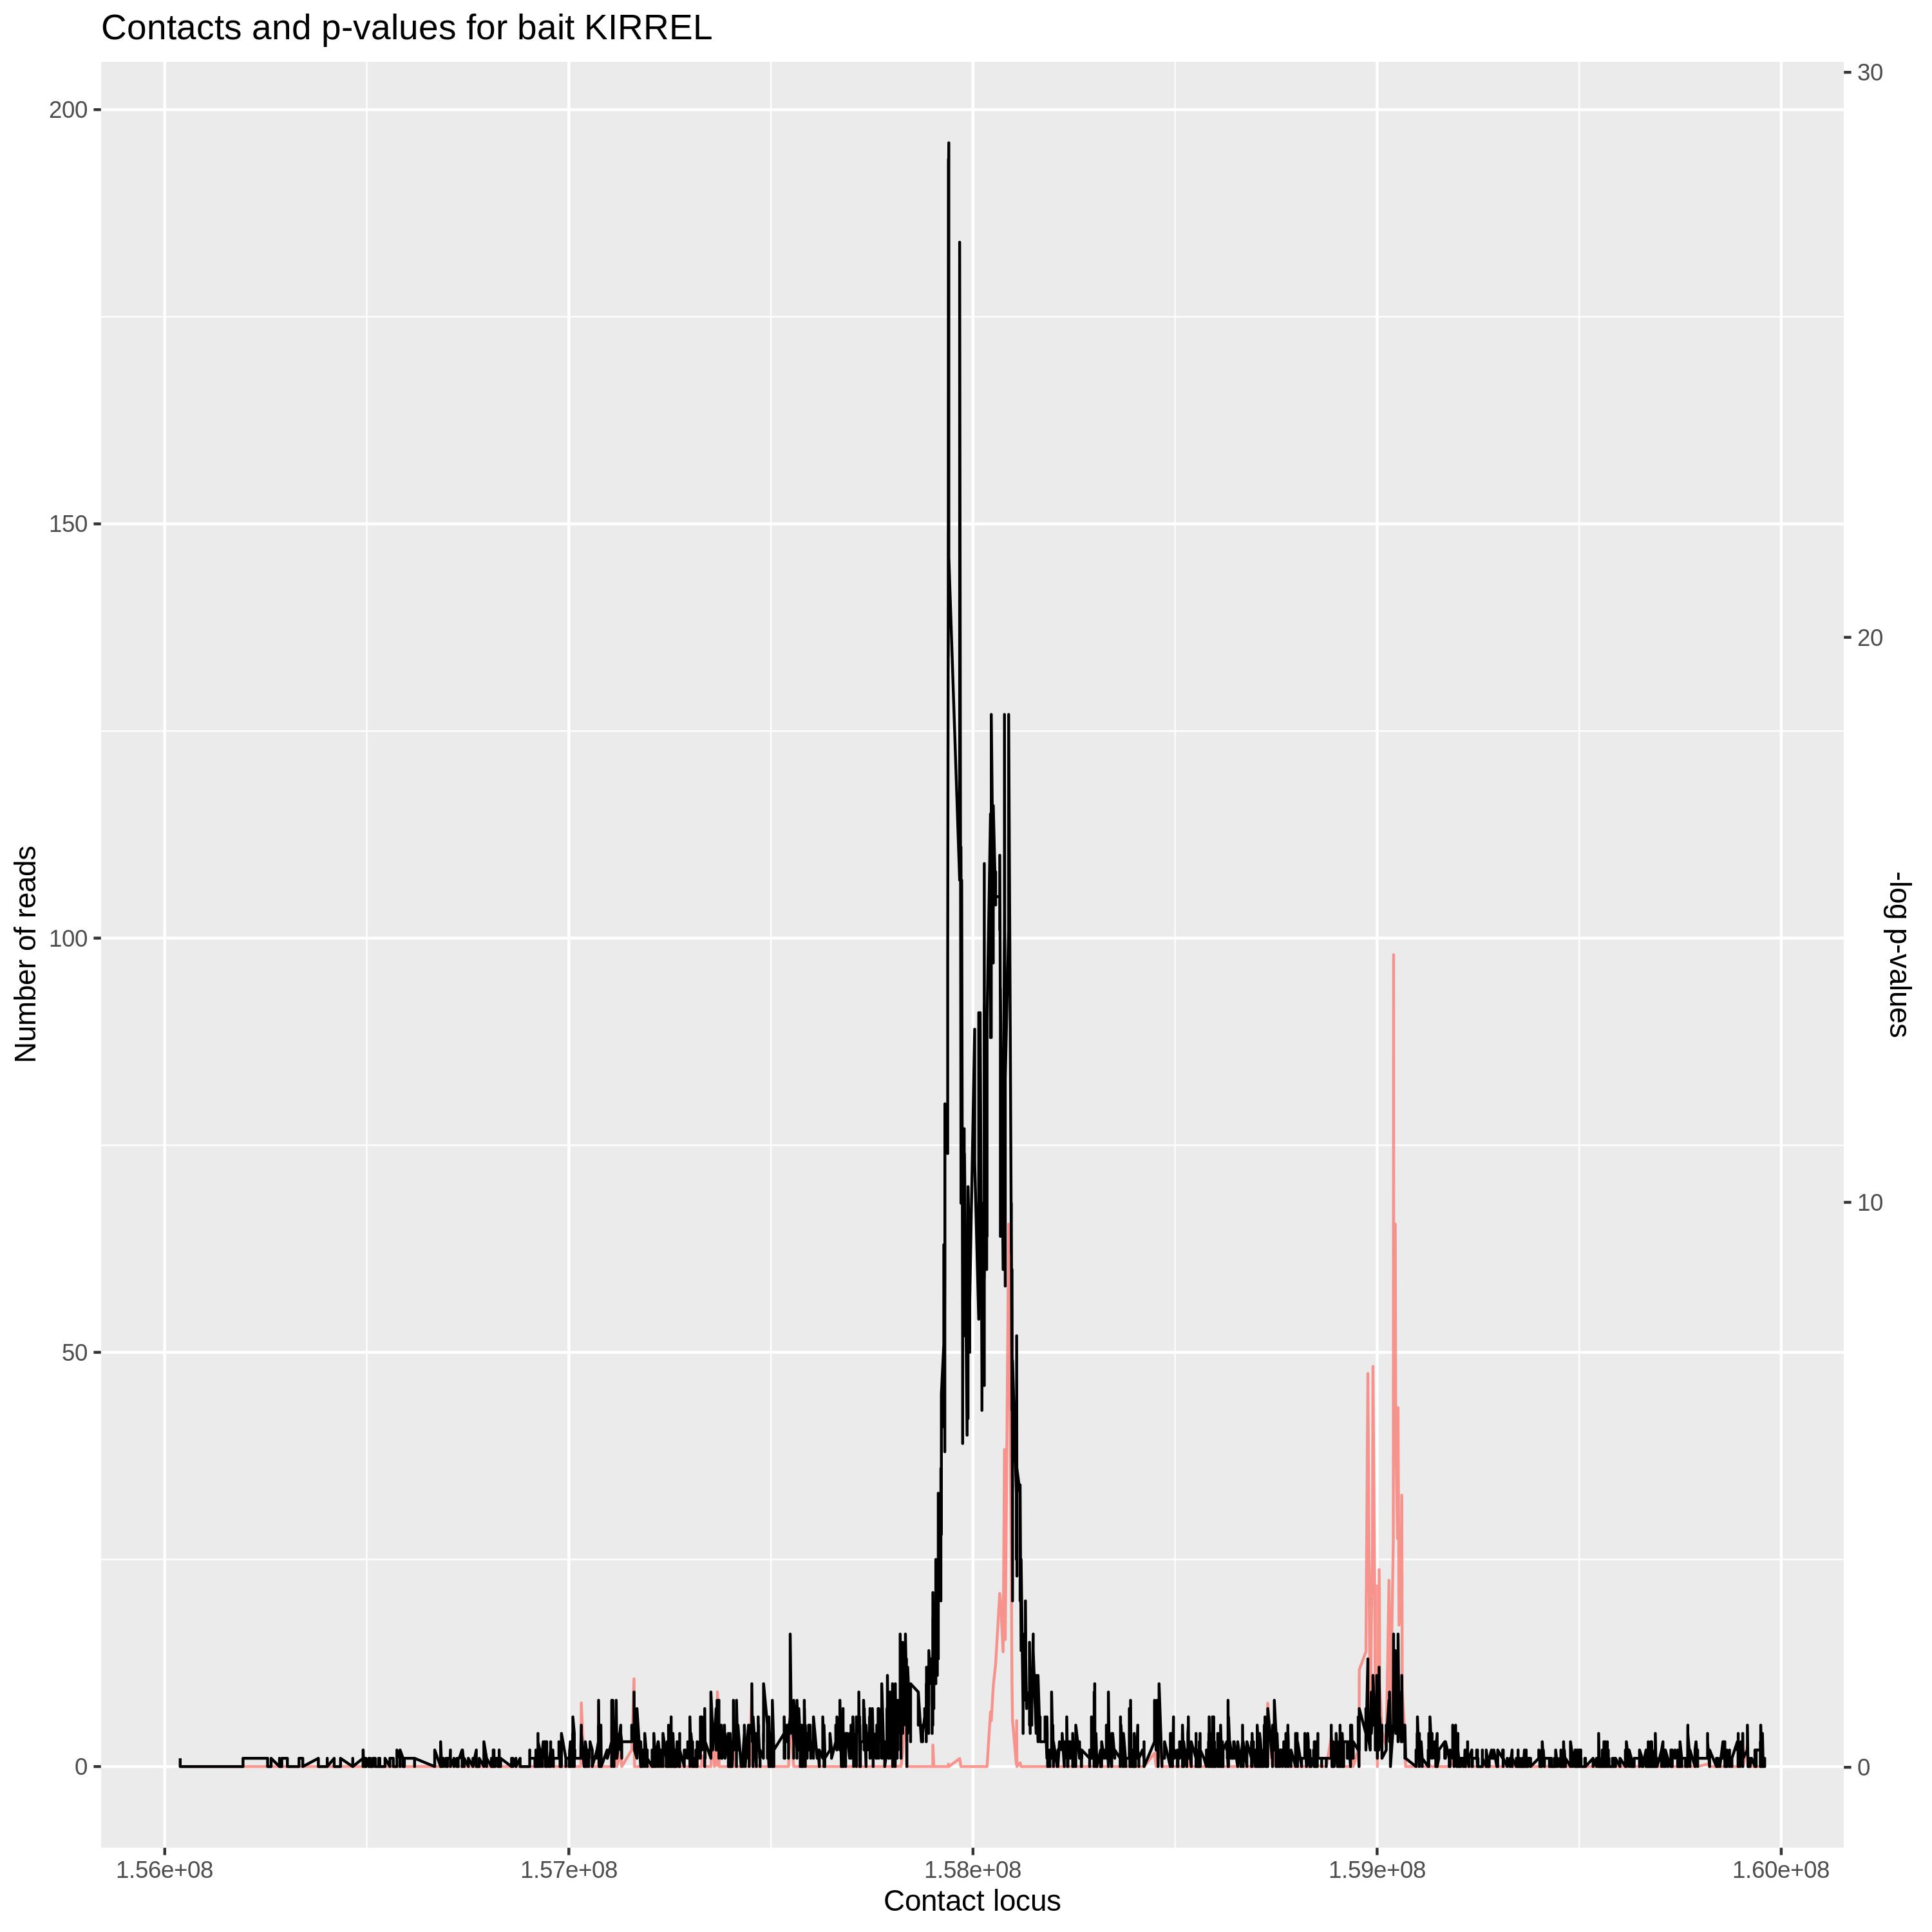 Contacts and p-values for bait KIRREL
200
150
100
50
0
30
20
10
0
Number of reads
-log p-values
1.56e+08
1.57e+08
1.58e+08
1.59e+08
1.60e+08
Contact locus